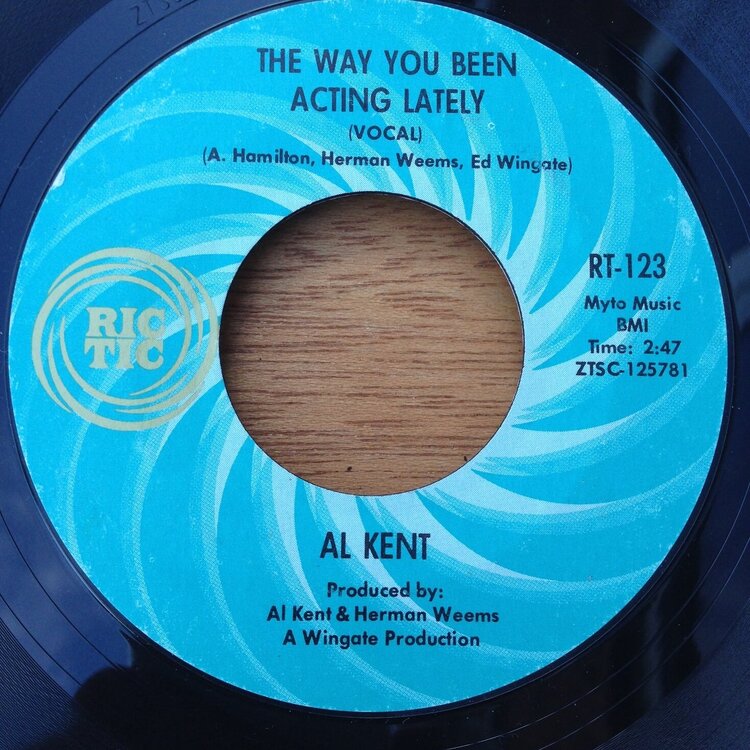 THE WAY YOU BEEN
ACTING LATELY
(VOCAL)
(A. Hamilton, Herman Weems, Ed Wingate)
RIC
TIC
RT-123
Myto Music
BMI
Time: 2:47
ZTSC-125781
AL KENT
Produced by:
Al Kent & Herman Weems
A Wingate Production